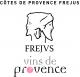 CÔTES DE PROVENCE FREJUS
FREJVS
vins de
provence